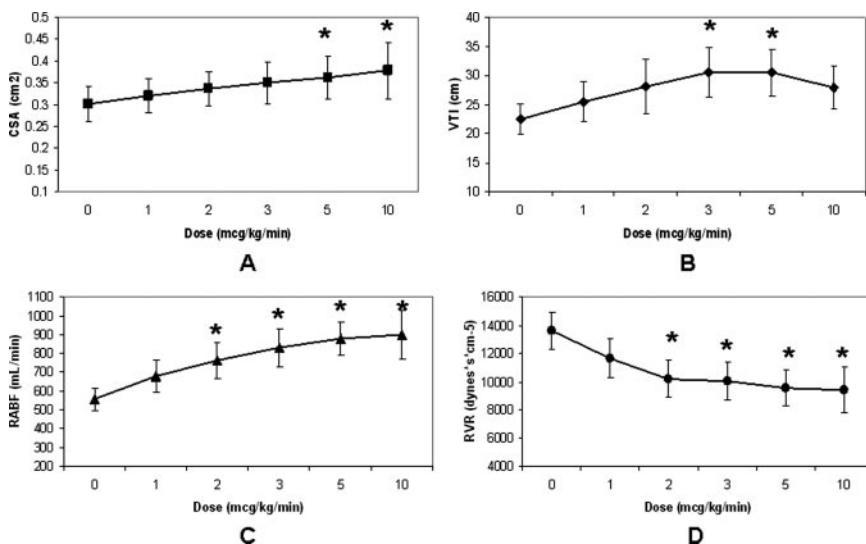 0.5
0.45
0.4
0.35
0.3
0.25
0.2
0.15
0.1
CSA (cm2)
* *
0 1 2 3 5 10
Dose (mcg/kg/min)
A
40
35
30
25
20
15
10
VTI (cm)
* *
0 1 2 3 5 10
Dose (mcg/kg/min)
B
1100
1000
900
800
700
600
500
400
300
200
RABF (mL/min)
* * * *
0 1 2 3 5 10
Dose (mcg/kg/min)
C
16000
14000
12000
10000
8000
6000
4000
RVR (dynes*s*cm-5)
* * * *
0 1 2 3 5 10
Dose (mcg/kg/min)
D